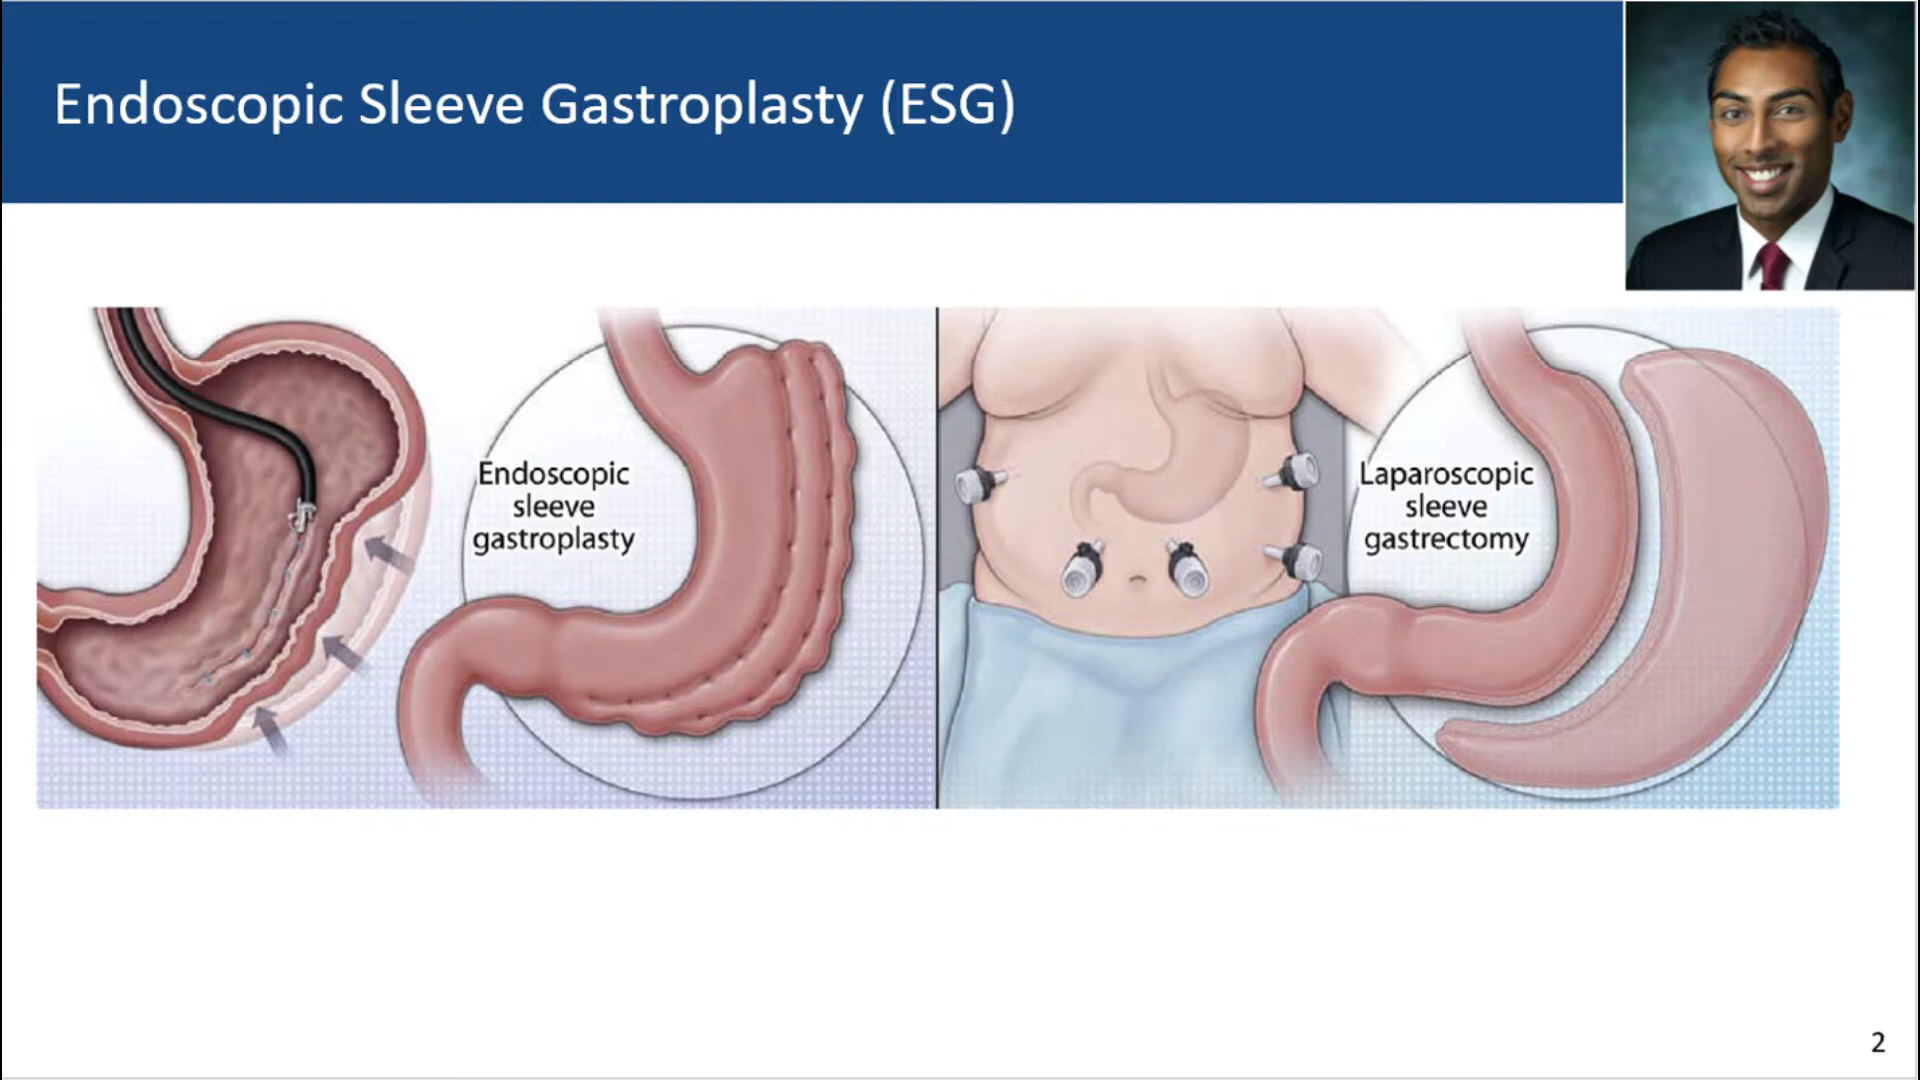 Endoscopic Sleeve Gastroplasty (ESG)
Endoscopic
sleeve
gastroplasty
Laparoscopic
sleeve
gastrectomy
2